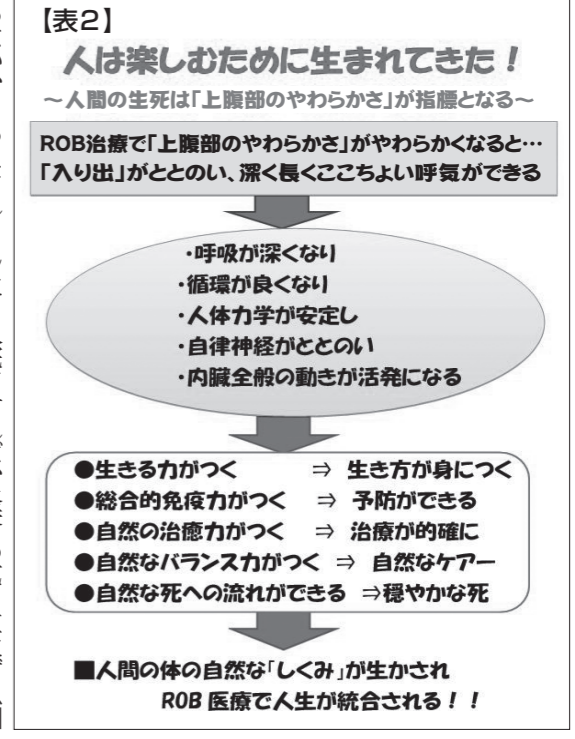 【表2】
人は楽しむために生まれてきた!
~人間の生死は「上腹部のやわらかさ」が指標となる~
ROB治療で「上腹部のやわらかさ」がやわらかくなると…
「入り出」がととのい、深く長くここちよい呼気ができる
・呼吸が深くなり
・循環が良くなり
・人体力学が安定し
・自律神経がととのい
・内臓全般の動きが活発になる
●生きる力がつく ⇒ 生き方が身につく
●総合的免疫力がつく ⇒ 予防ができる
●自然の治癒力がつく ⇒ 治療が的確に
●自然なバランス力がつく ⇒ 自然なケアー
●自然な死への流れができる ⇒穏やかな死
■人間の体の自然な「しくみ」が生かされ
ROB 医療で人生が統合される!!